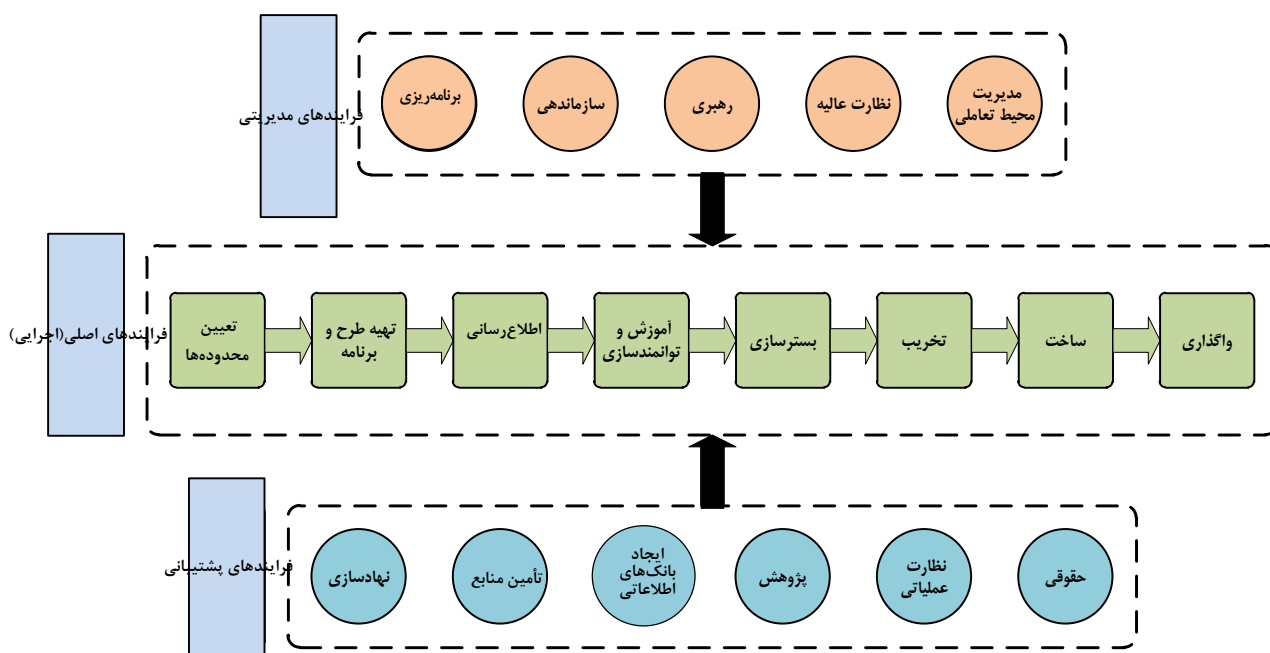 فرایندهای مدیریتی
برنامه‌ریزی
سازماندهی
رهبری
نظارت عالیه
مدیریت
محیط تعاملی
فرایندهای اصلی(اجرایی)
تعیین
محدوده‌ها
تهیه طرح و
برنامه
اطلاع‌رسانی
آموزش و
توانمندسازی
بسترسازی
تخریب
ساخت
واگذاری
فرایندهای پشتیبانی
نهادسازی
تأمین منابع
ایجاد
بانک‌های
اطلاعاتی
پژوهش
نظارت
عملیاتی
حقوقی